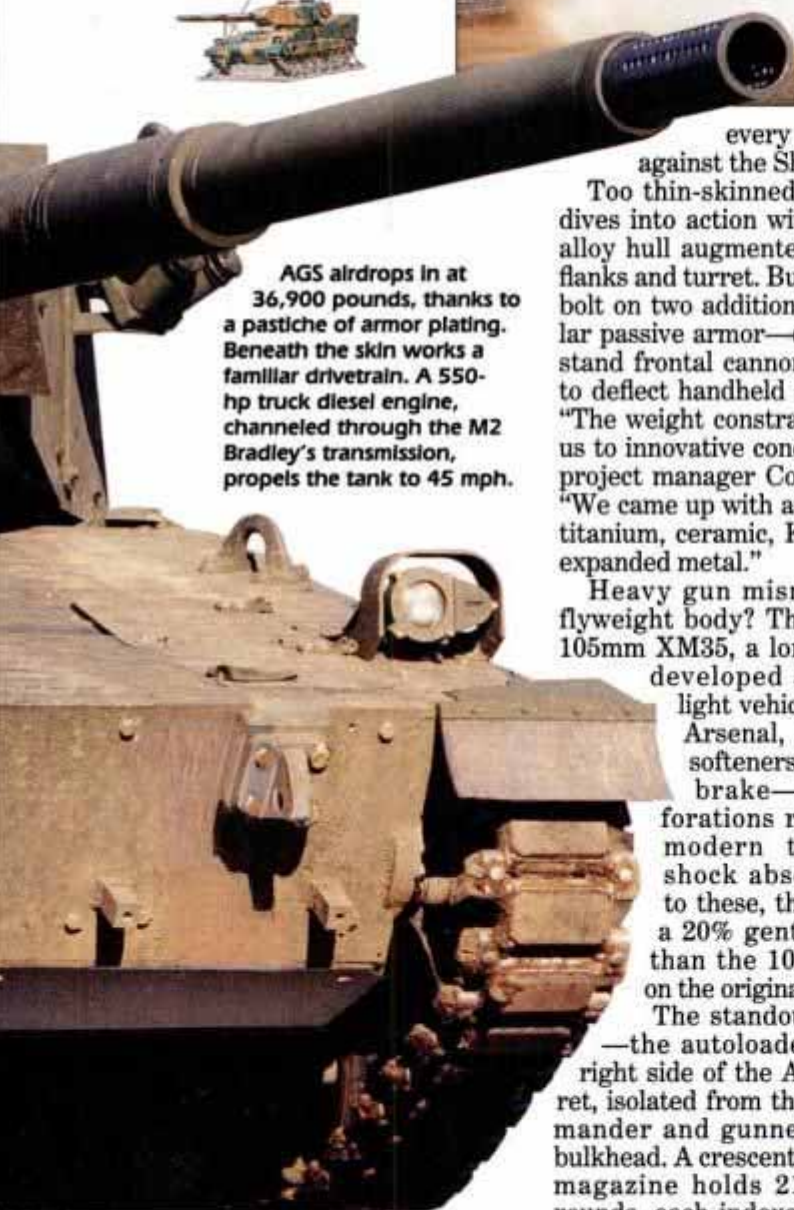 AGS airdrops in at
36,900 pounds, thanks to
a pastiche of armor plating.
Beneath the skin works a
familiar drivetrain. A 550-
hp truck diesel engine,
channeled through the M2
Bradley's transmission,
propels the tank to 45 mph.
every
against the Sh
Too thin-skinned
dives into action wi
alloy hull augmente
flanks and turret. Bu
bolt on two addition
lar passive armor—
stand frontal cannon
to deflect handheld
"The weight constra
us to innovative con
project manager Co
"We came up with a
titanium, ceramic, K
expanded metal."
Heavy gun mism
flyweight body? Th
105mm XM35, a lo
developed
light vehic
Arsenal,
softeners
brake—
forations r
modern t
shock abs
to these, th
a 20% gent
than the 10
on the origina
The standou
—the autoloade
right side of the A
ret, isolated from th
mander and gunne
bulkhead. A crescent
magazine holds 21
rounds, each indexe